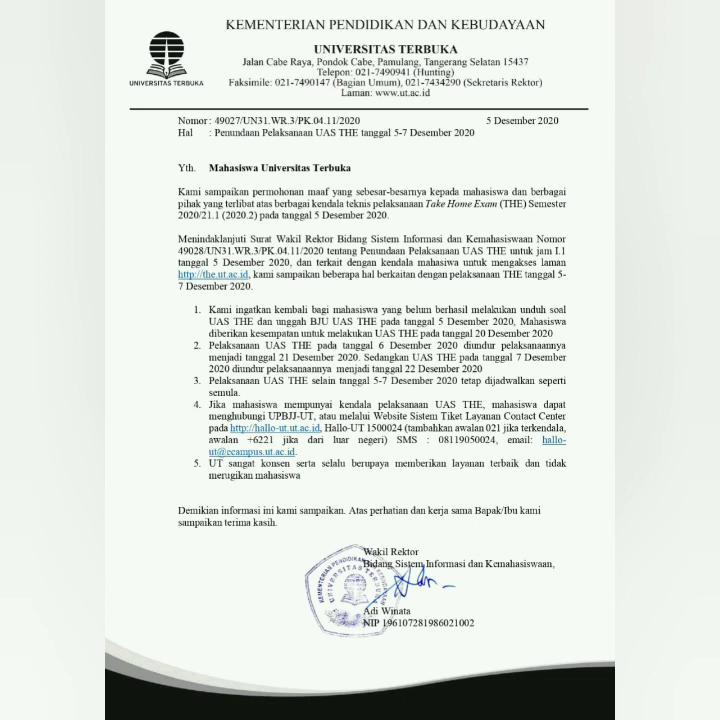 KEMENTERIAN PENDIDIKAN DAN KEBUDAYAAN
UNIVERSITAS TERBUKA
UNIVERSITAS TERBUKA
Jalan Cabe Raya, Pondok Cabe, Pamulang, Tangerang Selatan 15437
Telepon: 021-7490941 (Hunting)
Faksimile: 021-7490147 (Bagian Umum), 021-7434290 (Sekretaris Rektor)
Laman: www.ut.ac.id
Nomor : 49027/UN31.WR.3/PK.04.11/2020 5 Desember 2020
Hal : Penundaan Pelaksanaan UAS THE tanggal 5-7 Desember 2020
Yth. Mahasiswa Universitas Terbuka
Kami sampaikan permohonan maaf yang sebesar-besarnya kepada mahasiswa dan berbagai
pihak yang terlibat atas berbagai kendala teknis pelaksanaan Take Home Exam (THE) Semester
2020/21.1 (2020.2) pada tanggal 5 Desember 2020.
Menindaklanjuti Surat Wakil Rektor Bidang Sistem Informasi dan Kemahasiswaan Nomor
49028/UN31.WR.3/PK.04.11/2020 tentang Penundaan Pelaksanaan UAS THE untuk jam I.1
tanggal 5 Desember 2020, dan terkait dengan kendala mahasiwa untuk mengakses laman
http://the.ut.ac.id, kami sampaikan beberapa hal berkaitan dengan pelaksanaan THE tanggal 5-
7 Desember 2020.
1. Kami ingatkan kembali bagi mahasiswa yang belum berhasil melakukan unduh soal
UAS THE dan unggah BJU UAS THE pada tanggal 5 Desember 2020, Mahasiswa
diberikan kesempatan untuk melakukan UAS THE pada tanggal 20 Desember 2020
2. Pelaksanaan UAS THE pada tanggal 6 Desember 2020 diundur pelaksanaannya
menjadi tanggal 21 Desember 2020. Sedangkan UAS THE pada tanggal 7 Desember
2020 diundur pelaksanaannya menjadi tanggal 22 Desember 2020
3. Pelaksanaan UAS THE selain tanggal 5-7 Desember 2020 tetap dijadwalkan seperti
semula.
4. Jika mahasiswa mempunyai kendala pelaksanaan UAS THE, mahasiswa dapat
menghubungi UPBJJ-UT, atau melalui Website Sistem Tiket Layanan Contact Center
pada http://hallo-ut.ut.ac.id, Hallo-UT 1500024 (tambahkan awalan 021 jika terkendala,
awalan +6221 jika dari luar negeri) SMS : 08119050024, email: hallo-
ut@ecampus.ut.ac.id.
5. UT sangat konsen serta selalu berupaya memberikan layanan terbaik dan tidak
merugikan mahasiswa
Demikian informasi ini kami sampaikan. Atas perhatian dan kerja sama Bapak/Ibu kami
sampaikan terima kasih.
Wakil Rektor
Bidang Sistem Informasi dan Kemahasiswaan,
KEMENTERIAN PENDIDIKAN DAN KEBUDAYAAN
UNIVERSITAS TERBUKA
Adi Winata
NIP 196107281986021002